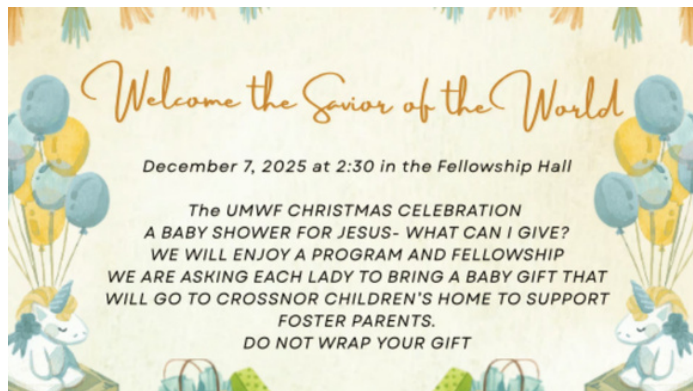 Welcome the Savior of the World
December 7, 2025 at 2:30 in the Fellowship Hall
The UMWF CHRISTMAS CELEBRATION
A BABY SHOWER FOR JESUS- WHAT CAN I GIVE?
WE WILL ENJOY A PROGRAM AND FELLOWSHIP
WE ARE ASKING EACH LADY TO BRING A BABY GIFT THAT
WILL GO TO CROSSNOR CHILDREN'S HOME TO SUPPORT
FOSTER PARENTS.
DO NOT WRAP YOUR GIFT